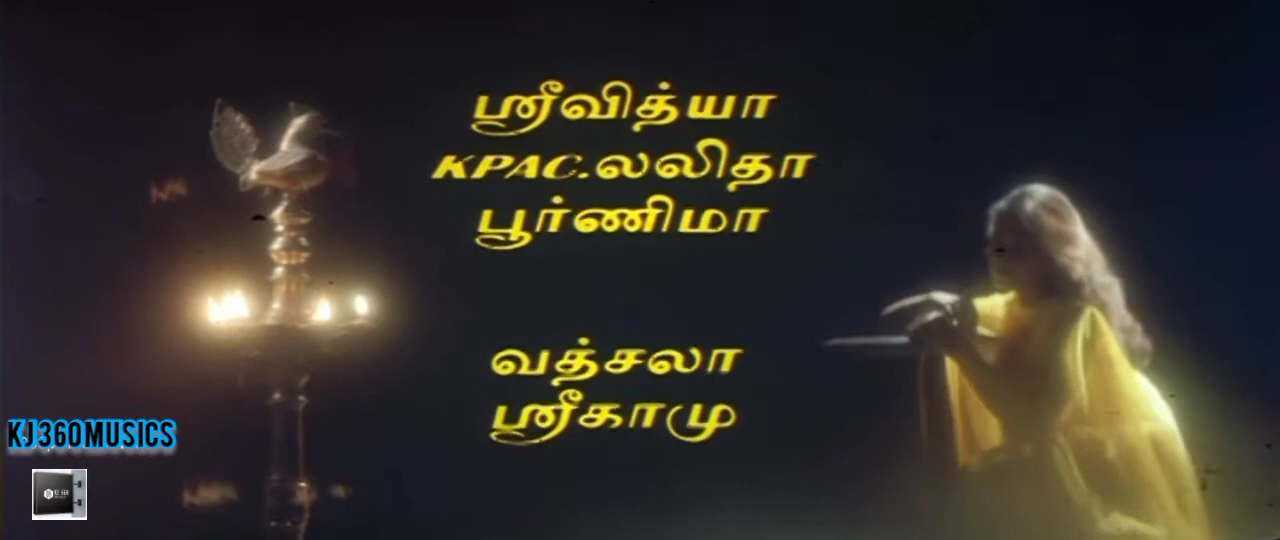 ஸ்ரீவித்யா
KPAC.லலிதா
பூர்ணிமா
வத்சலா
ஸ்ரீகாமு
KJ360MUSICS